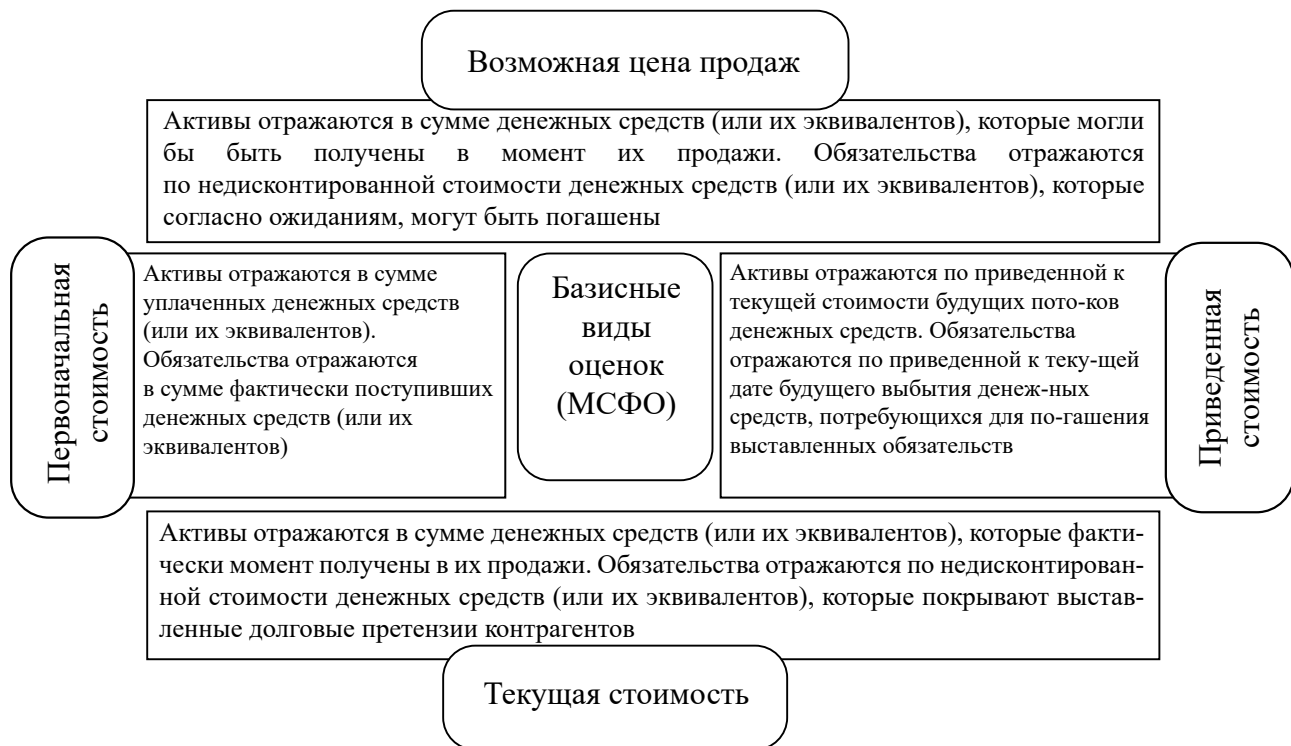 Возможная цена продаж
Активы отражаются в сумме денежных средств (или их эквивалентов), которые могли
бы быть получены в момент их продажи. Обязательства отражаются
по недисконтированной стоимости денежных средств (или их эквивалентов), которые
согласно ожиданиям, могут быть погашены
Первоначальная
стоимость
Активы отражаются в сумме
уплаченных денежных средств
(или их эквивалентов).
Обязательства отражаются
в сумме фактически поступивших
денежных средств (или их
эквивалентов)
Базисные
виды
оценок
(МСФО)
Активы отражаются по приведенной к
текущей стоимости будущих пото-ков
денежных средств. Обязательства
отражаются по приведенной к теку-щей
дате будущего выбытия денеж-ных
средств, потребующихся для по-гашения
выставленных обязательств
Приведенная
стоимость
Активы отражаются в сумме денежных средств (или их эквивалентов), которые факти-
чески момент получены в их продажи. Обязательства отражаются по недисконтирован-
ной стоимости денежных средств (или их эквивалентов), которые покрывают выстав-
ленные долговые претензии контрагентов
Текущая стоимость